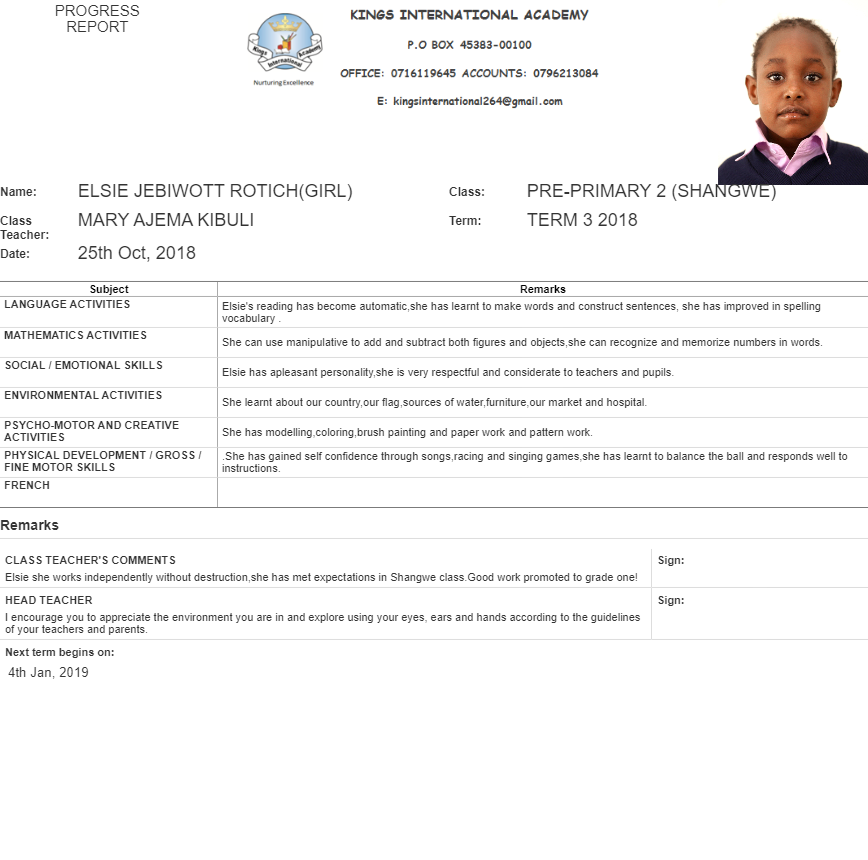 PROGRESS
REPORT
KINGS INTERNATIONAL ACADEMY
P.O BOX 45383-00100
OFFICE: 0716119645 ACCOUNTS: 0796213084
E: kingsinternational264@gmail.com
Kings Academy
International
Nurturing Excellence
Name: ELSIE JEBIWOTT ROTICH(GIRL) Class: PRE-PRIMARY 2 (SHANGWE)
Class
Teacher: MARY AJEMA KIBULI Term: TERM 3 2018
Date: 25th Oct, 2018
Subject Remarks
LANGUAGE ACTIVITIES
Elsie's reading has become automatic,she has learnt to make words and construct sentences, she has improved in spelling
vocabulary .
MATHEMATICS ACTIVITIES
She can use manipulative to add and subtract both figures and objects,she can recognize and memorize numbers in words.
SOCIAL / EMOTIONAL SKILLS
Elsie has apleasant personality,she is very respectful and considerate to teachers and pupils.
ENVIRONMENTAL ACTIVITIES
She learnt about our country,our flag,sources of water,furniture,our market and hospital.
PSYCHO-MOTOR AND CREATIVE
ACTIVITIES
She has modelling,coloring,brush painting and paper work and pattern work.
PHYSICAL DEVELOPMENT / GROSS /
FINE MOTOR SKILLS
.She has gained self confidence through songs,racing and singing games,she has learnt to balance the ball and responds well to
instructions.
FRENCH
Remarks
CLASS TEACHER'S COMMENTS Sign:
Elsie she works independently without destruction,she has met expectations in Shangwe class.Good work promoted to grade one!
HEAD TEACHER Sign:
I encourage you to appreciate the environment you are in and explore using your eyes, ears and hands according to the guidelines
of your teachers and parents.
Next term begins on:
4th Jan, 2019